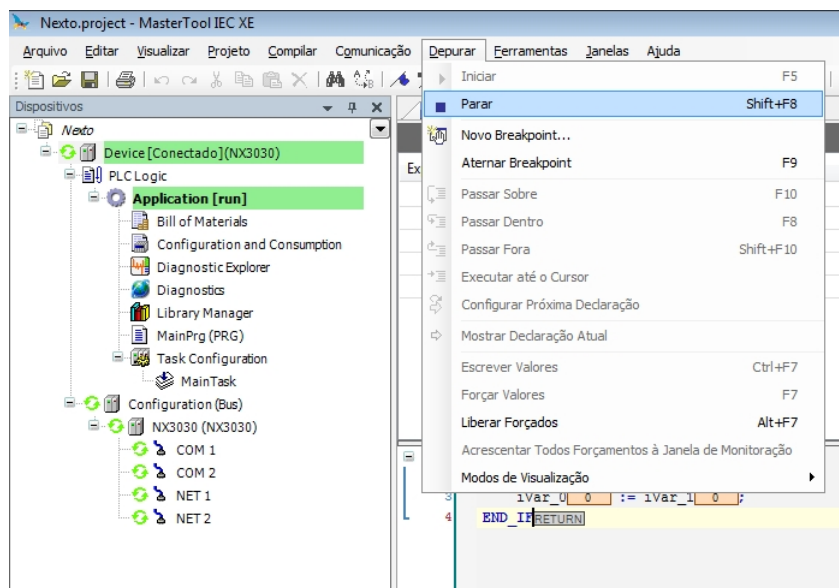 Nexto.project - MasterTool IEC XE
Arquivo Editar Visualizar Projeto Compilar Comunicação Depurar Ferramentas Janelas Ajuda
Dispositivos
Nexto
Device [Conectado] (NX3030)
PLC Logic
Application [run]
Bill of Materials
Configuration and Consumption
Diagnostic Explorer
Diagnostics
Library Manager
MainPrg (PRG)
Task Configuration
MainTask
Configuration (Bus)
NX3030 (NX3030)
COM 1
COM 2
NET 1
NET 2
Iniciar F5
Parar Shift+F8
Novo Breakpoint...
Aternar Breakpoint F9
Passar Sobre F10
Passar Dentro F8
Passar Fora Shift+F10
Executar até o Cursor
Configurar Próxima Declaração
Mostrar Declaração Atual
Escrever Valores Ctrl+F7
Forçar Valores F7
Liberar Forçados Alt+F7
Acrescentar Todos Forçamentos à Janela de Monitoração
Modos de Visualização
Ex
3 iVar_0 0 := iVar_1 0 ;
4 END_IF RETURN